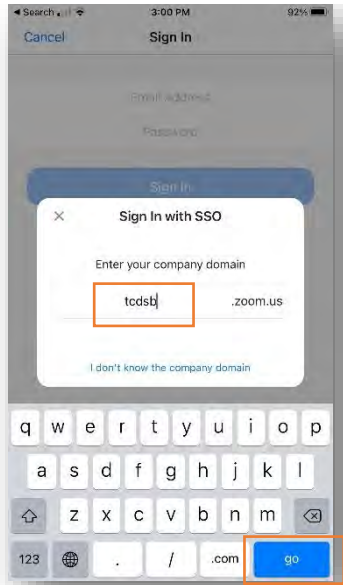 Search 3:00 PM 92%
Cancel Sign In
Email Address
Password
Sign In
Sign In with SSO
Enter your company domain
tcdsb .zoom.us
I don't know the company domain
q w e r t y u i o p
a s d f g h j k l
z x c v b n m
123 . / .com go